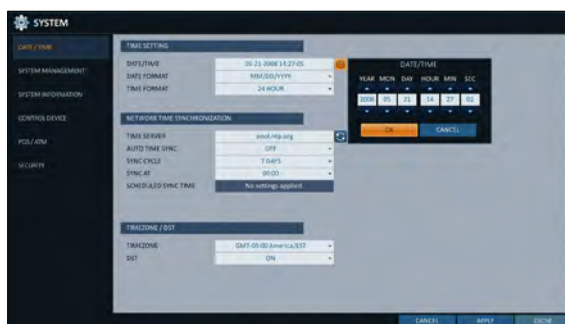 SYSTEM
DATE / TIME
SYSTEM MANAGEMENT
SYSTEM INFORMATION
CONTROL DEVICE
POS / ATM
SECURITY
TIME SETTING
DATE/TIME 05-21-2008 14:27:05
DATE FORMAT MM/DD/YYYY
TIME FORMAT 24 HOUR
NETWORK TIME SYNCHRONIZATION
TIME SERVER pool.ntp.org
AUTO TIME SYNC OFF
SYNC CYCLE 7 DAYS
SYNC AT 00:00
SCHEDULED SYNC TIME No settings applied.
TIMEZONE / DST
TIMEZONE GMT-05:00 America/EST
DST ON
DATE/TIME
YEAR MON DAY HOUR MIN SEC
2008 05 21 14 27 02
OK CANCEL
CANCEL APPLY